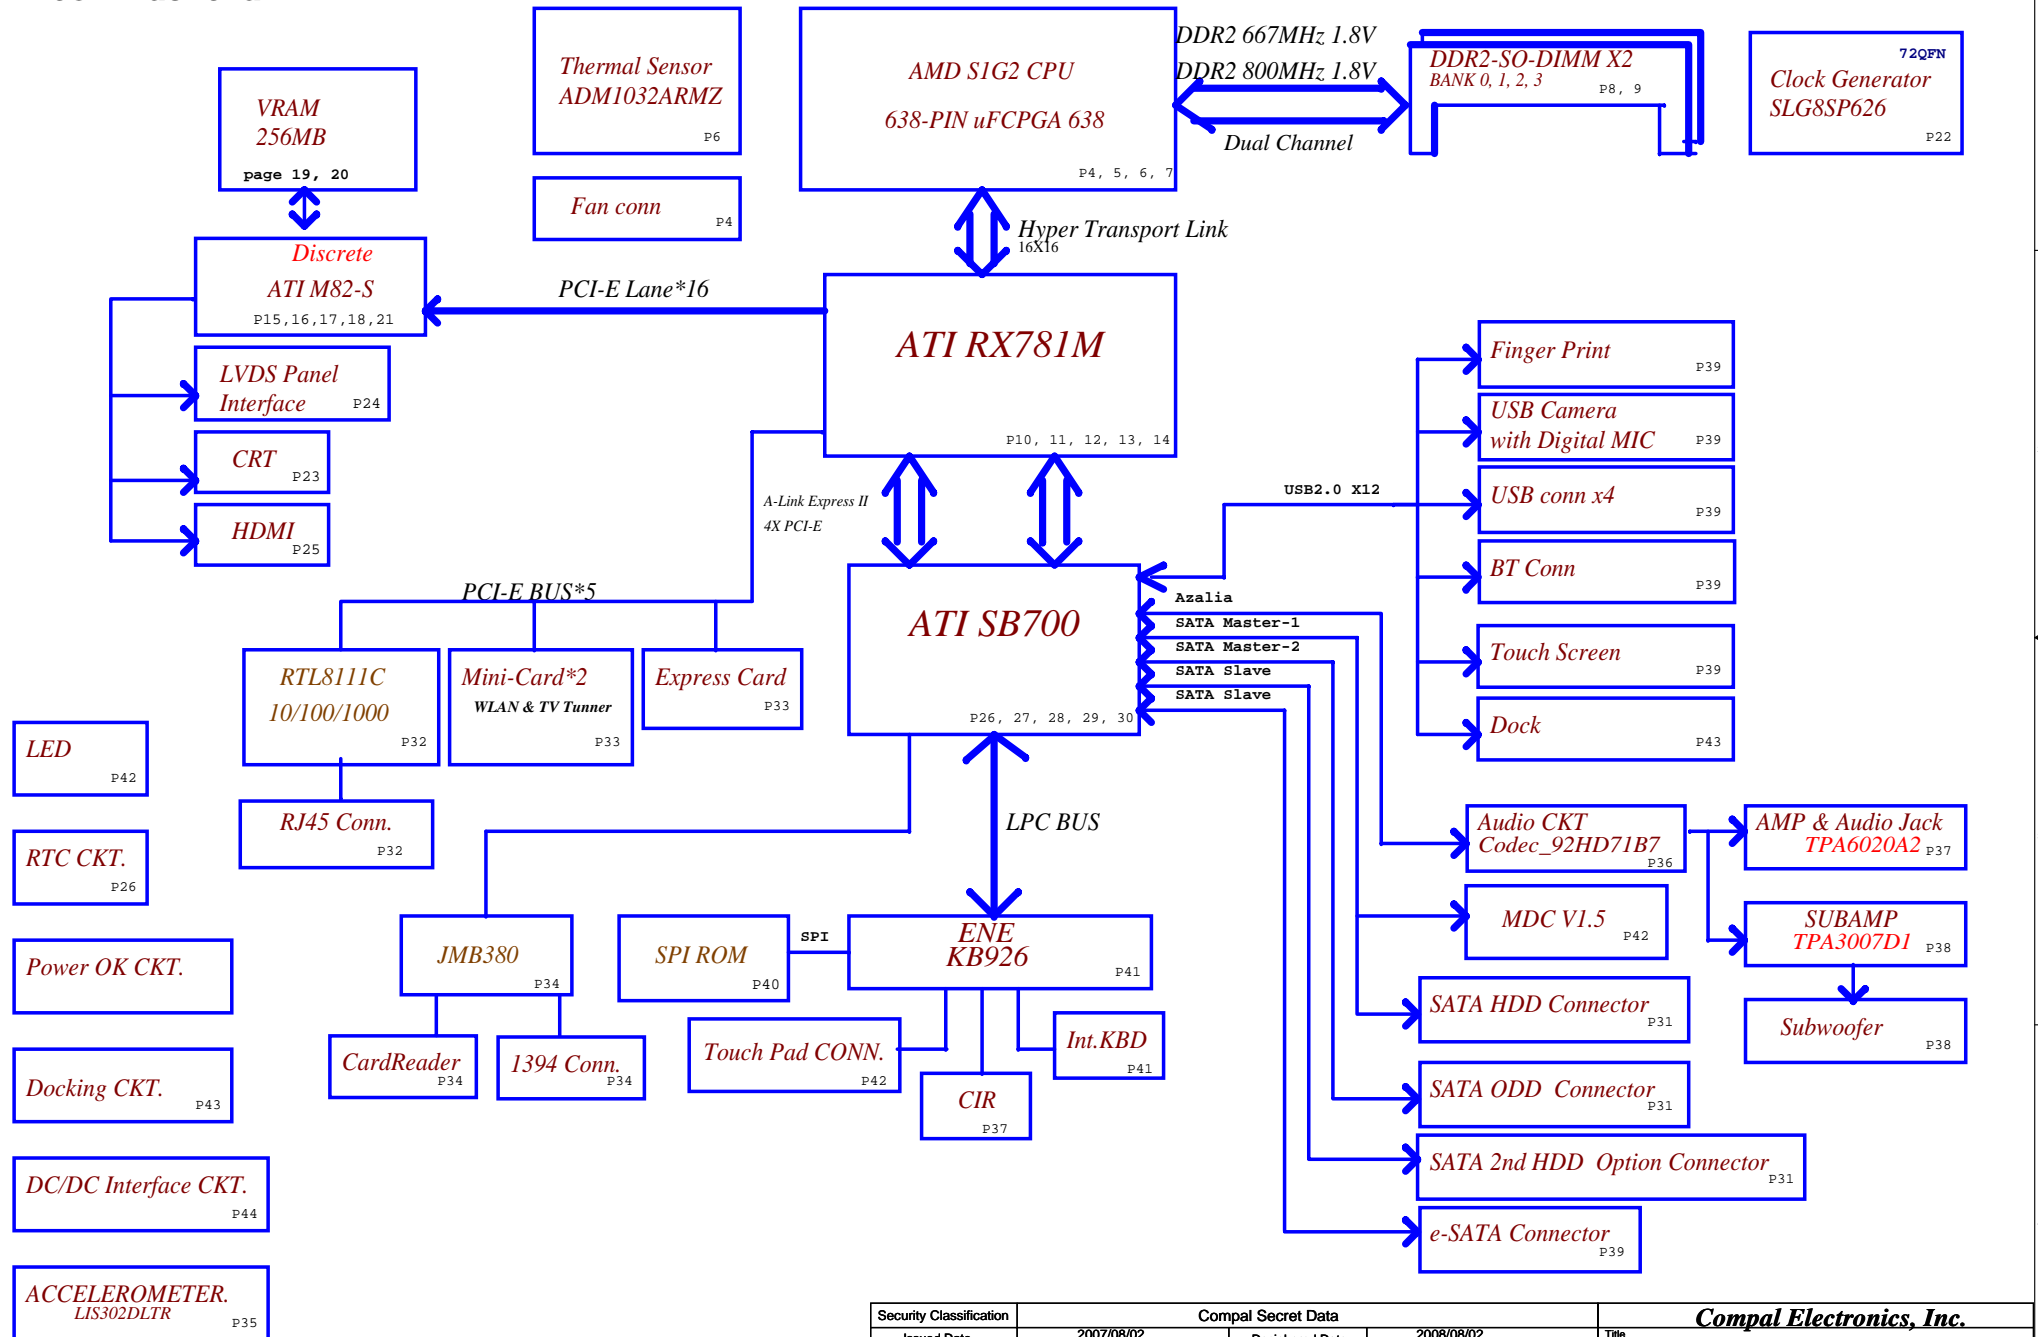 VRAM
256MB
page 19, 20
Thermal Sensor
ADM1032ARMZ
P6
Fan conn
P4
AMD S1G2 CPU
638-PIN uFCPGA 638
P4, 5, 6, 7
DDR2 667MHz 1.8V
DDR2 800MHz 1.8V
Dual Channel
DDR2-SO-DIMM X2
BANK 0, 1, 2, 3
P8, 9
72QFN
Clock Generator
SLG8SP626
P22
Hyper Transport Link
16X16
Discrete
ATI M82-S
P15,16,17,18,21
PCI-E Lane*16
ATI RX781M
P10, 11, 12, 13, 14
LVDS Panel
Interface
P24
CRT
P23
HDMI
P25
A-Link Express II
4X PCI-E
USB2.0 X12
Finger Print
P39
USB Camera
with Digital MIC
P39
USB conn x4
P39
BT Conn
P39
Touch Screen
P39
Dock
P43
PCI-E BUS*5
ATI SB700
P26, 27, 28, 29, 30
Azalia
SATA Master-1
SATA Master-2
SATA Slave
SATA Slave
RTL8111C
10/100/1000
P32
Mini-Card*2
WLAN & TV Tunner
P33
Express Card
P33
RJ45 Conn.
P32
LED
P42
RTC CKT.
P26
Power OK CKT.
Docking CKT.
P43
DC/DC Interface CKT.
P44
ACCELEROMETER.
LIS302DLTR
P35
LPC BUS
JMB380
P34
CardReader
P34
1394 Conn.
P34
SPI ROM
P40
SPI
ENE
KB926
P41
Touch Pad CONN.
P42
CIR
P37
Int.KBD
P41
Audio CKT
Codec_92HD71B7
P36
AMP & Audio Jack
TPA6020A2
P37
MDC V1.5
P42
SUBAMP
TPA3007D1
P38
Subwoofer
P38
SATA HDD Connector
P31
SATA ODD  Connector
P31
SATA 2nd HDD  Option Connector
P31
e-SATA Connector
P39
Security Classification
Compal Secret Data
Compal Electronics, Inc.
2007/08/02
2008/08/02
Title